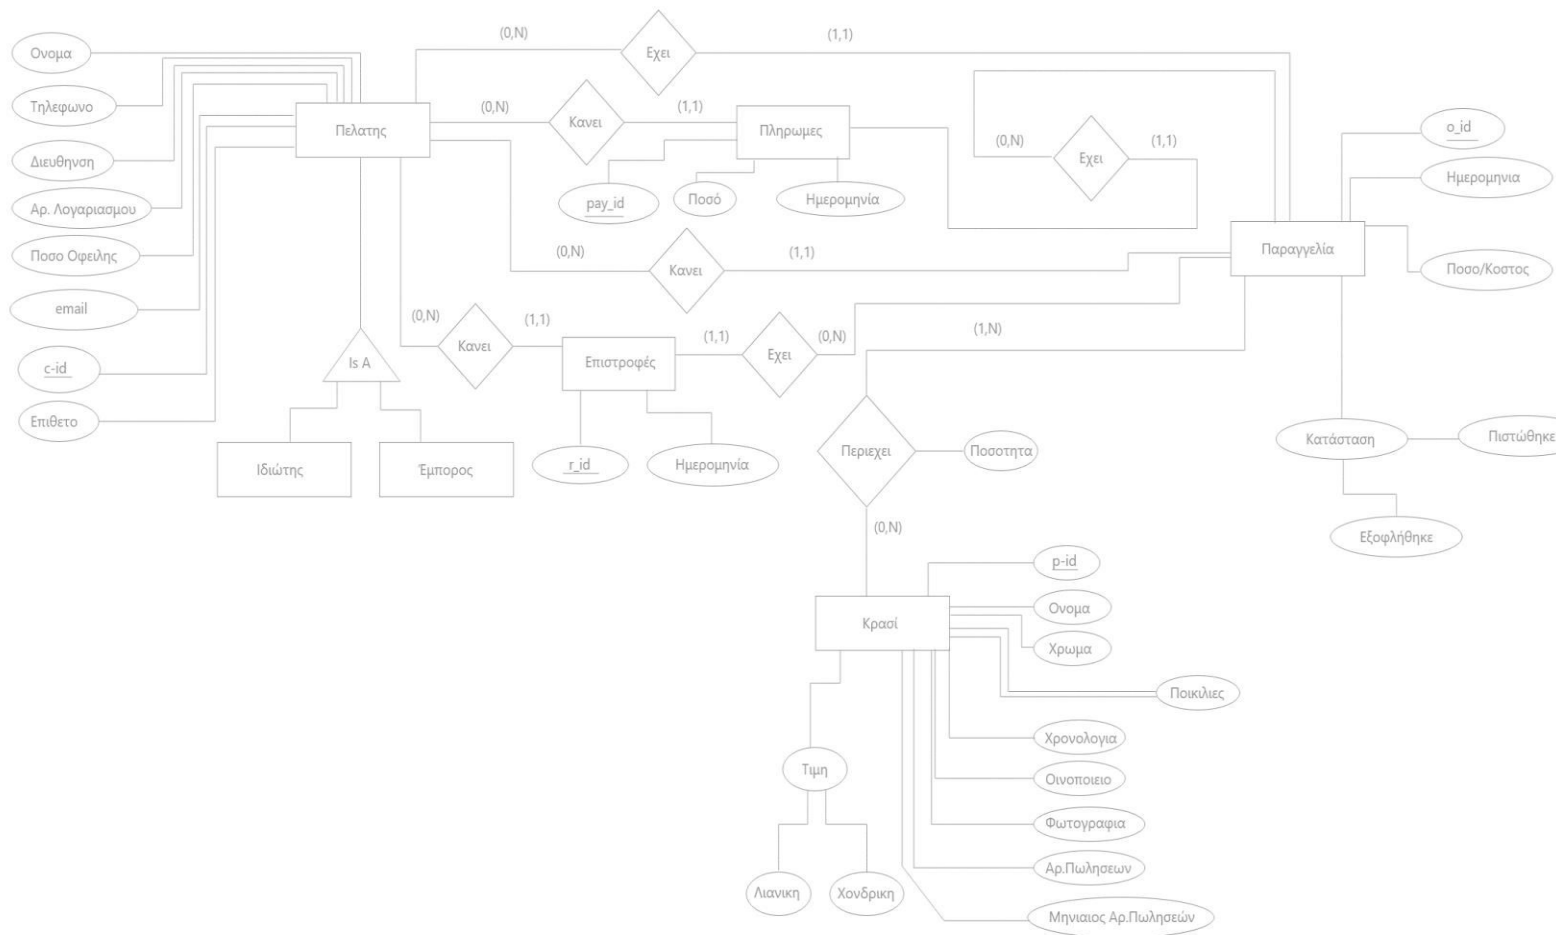 (0,N)
Εχει
(1,1)
Ονομα
Τηλεφωνο
Διευθηνση
Αρ. Λογαριασμου
Ποσο Οφειλης
email
c-id
Επιθετο
Πελατης
(0,N)
Κανει
(1,1)
Πληρωμες
pay_id
Ποσό
Ημερομηνία
(0,N)
Εχει
(1,1)
o_id
Ημερομηνια
Παραγγελία
Ποσο/Κοστος
(0,N)
Κανει
(1,1)
Is A
Ιδιώτης
Έμπορος
(0,N)
Κανει
(1,1)
Επιστροφές
(1,1)
Εχει
(0,N)
r_id
Ημερομηνία
(1,N)
Περιεχει
Ποσοτητα
(0,N)
Κατάσταση
Πιστώθηκε
Εξοφλήθηκε
Κρασί
p-id
Ονομα
Χρωμα
Ποικιλιες
Χρονολογια
Οινοποιειο
Φωτογραφια
Αρ.Πωλησεων
Μηνιαιος Αρ.Πωλησεών
Τιμη
Λιανικη
Χονδρικη